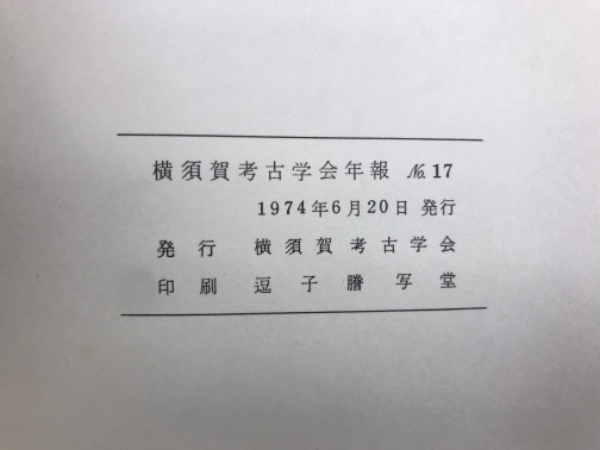 横須賀考古学会年報 No.17
1974年6月20日 発行
発行 横須賀考古学会
印刷 逗子謄写堂